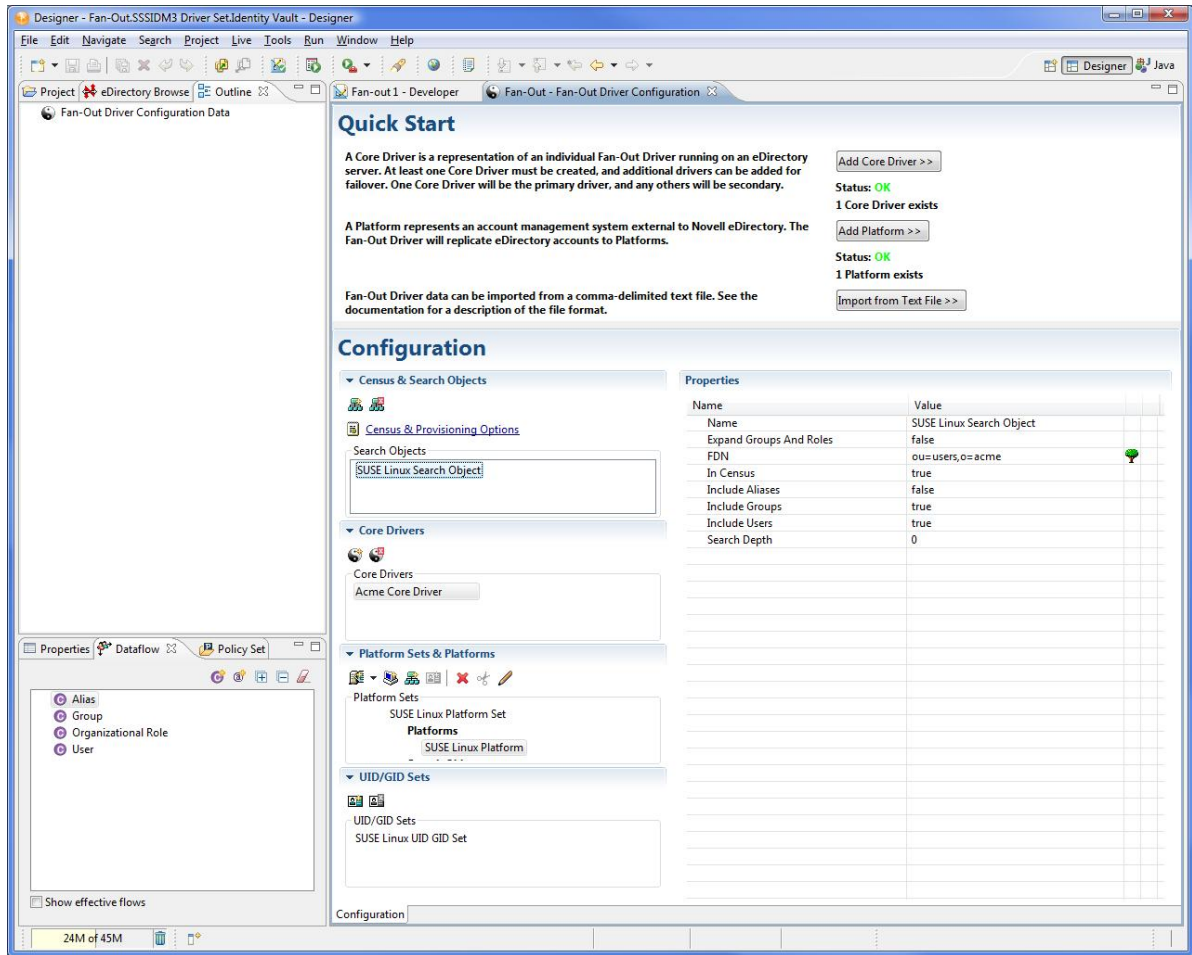 Designer - Fan-Out.SSSIDM3 Driver Set.Identity Vault - Designer
File Edit Navigate Search Project Live Tools Run Window Help
Designer Java
Project eDirectory Browse Outline
Fan-out 1 - Developer Fan-Out - Fan-Out Driver Configuration
Fan-Out Driver Configuration Data
Quick Start
A Core Driver is a representation of an individual Fan-Out Driver running on an eDirectory
server. At least one Core Driver must be created, and additional drivers can be added for
failover. One Core Driver will be the primary driver, and any others will be secondary.
Add Core Driver >>
Status: OK
1 Core Driver exists
A Platform represents an account management system external to Novell eDirectory. The
Fan-Out Driver will replicate eDirectory accounts to Platforms.
Add Platform >>
Status: OK
1 Platform exists
Fan-Out Driver data can be imported from a comma-delimited text file. See the
documentation for a description of the file format.
Import from Text File >>
Configuration
Census & Search Objects
Census & Provisioning Options
Search Objects
SUSE Linux Search Object
Core Drivers
Core Drivers
Acme Core Driver
Platform Sets & Platforms
Platform Sets
SUSE Linux Platform Set
Platforms
SUSE Linux Platform
UID/GID Sets
UID/GID Sets
SUSE Linux UID GID Set
Properties
Name Value
Name SUSE Linux Search Object
Expand Groups And Roles false
FDN ou=users,o=acme
In Census true
Include Aliases false
Include Groups true
Include Users true
Search Depth 0
Configuration
Properties Dataflow Policy Set
Alias
Group
Organizational Role
User
Show effective flows
24M of 45M